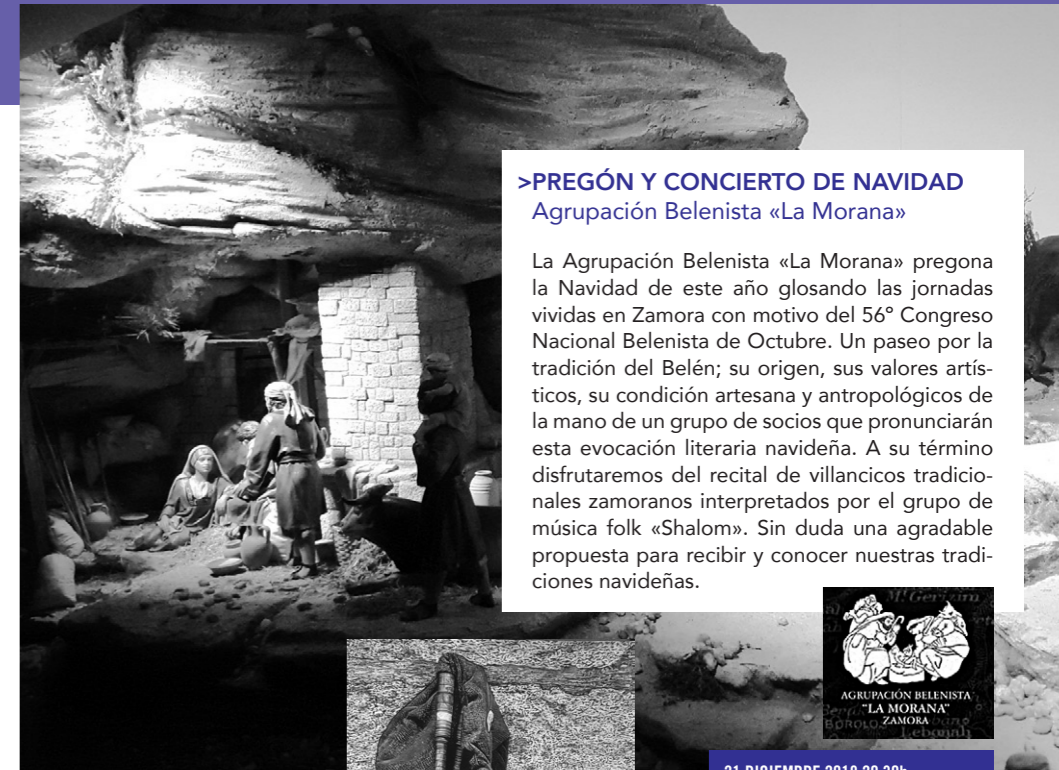 >PREGÓN Y CONCIERTO DE NAVIDAD
Agrupación Belenista «La Morana»
La Agrupación Belenista «La Morana» pregona
la Navidad de este año glosando las jornadas
vividas en Zamora con motivo del 56º Congreso
Nacional Belenista de Octubre. Un paseo por la
tradición del Belén; su origen, sus valores artís-
ticos, su condición artesana y antropológicos de
la mano de un grupo de socios que pronunciarán
esta evocación literaria navideña. A su término
disfrutaremos del recital de villancicos tradicio-
nales zamoranos interpretados por el grupo de
música folk «Shalom». Sin duda una agradable
propuesta para recibir y conocer nuestras tradi-
ciones navideñas.
Mt Gerizim
AGRUPACIÓN BELENISTA
"LA MORANA"
ZAMORA
Lebonah